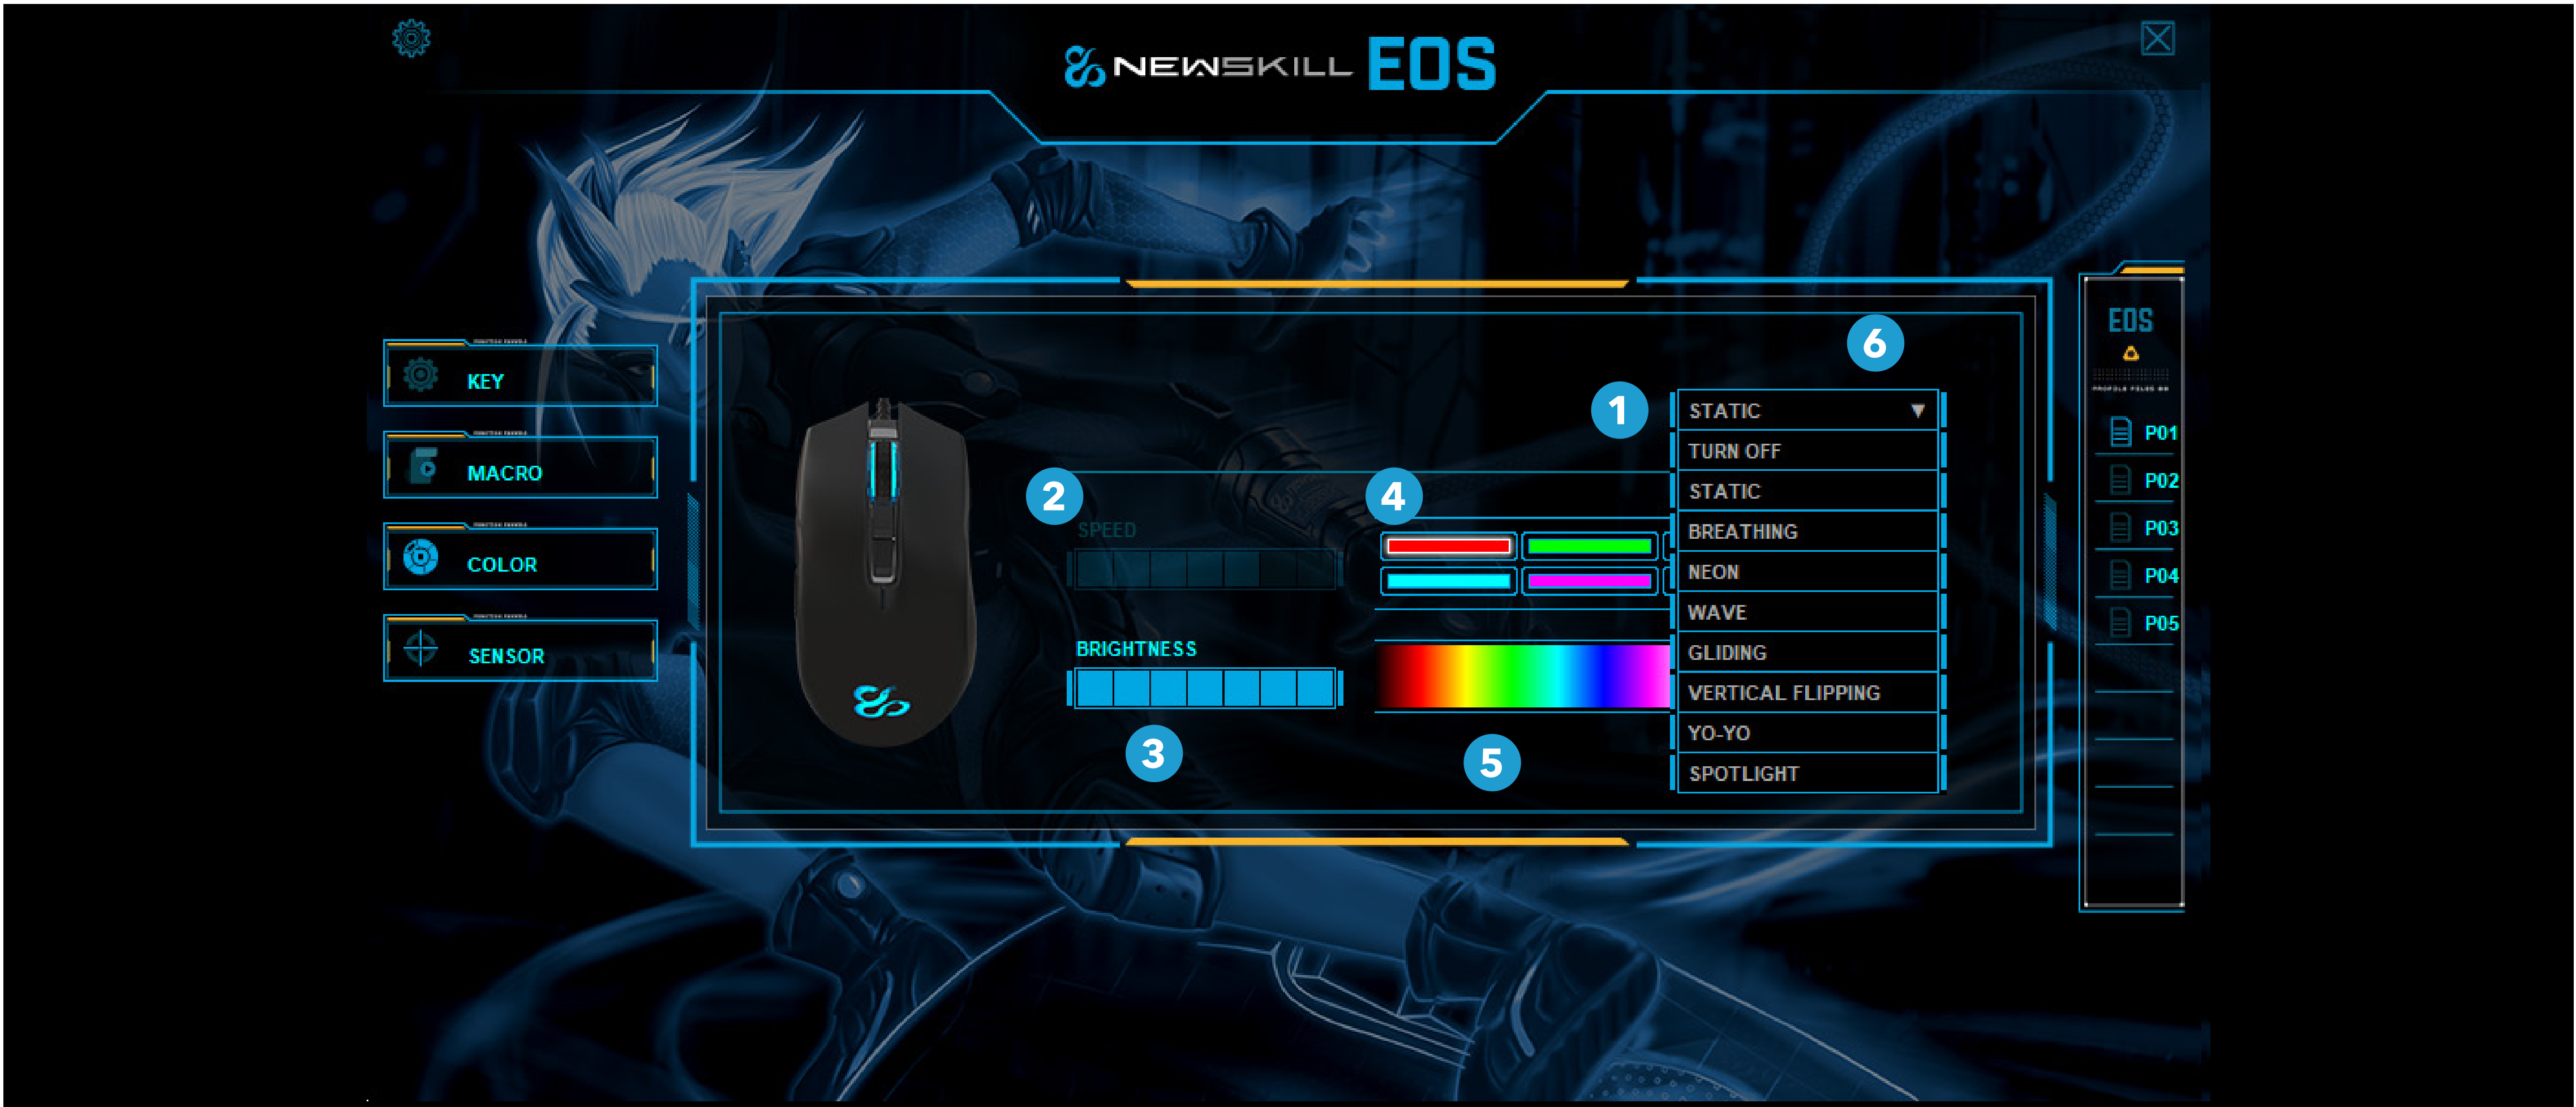 NEWSKILL EOS
6
EOS
KEY
1
STATIC
TURN OFF
P01
MACRO
2
4
STATIC
P02
SPEED
BREATHING
P03
COLOR
NEON
P04
WAVE
P05
SENSOR
BRIGHTNESS
GLIDING
VERTICAL FLIPPING
3
5
YO-YO
SPOTLIGHT